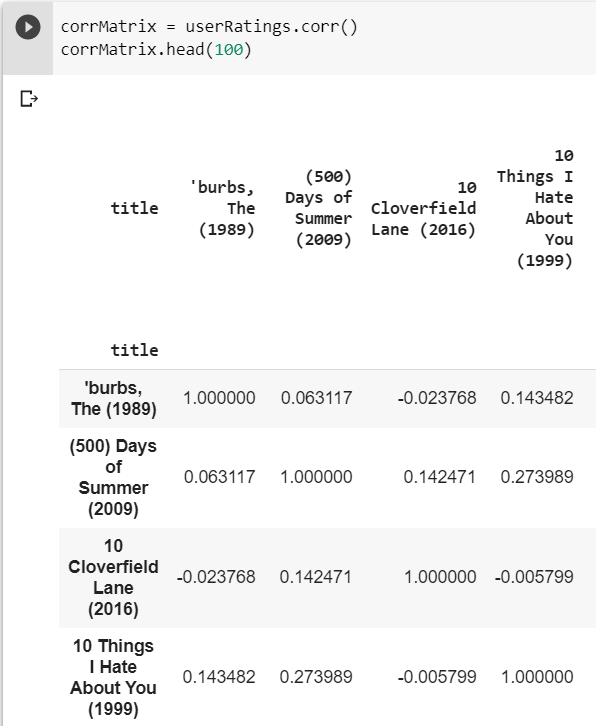 corrMatrix = userRatings.corr()
corrMatrix.head(100)
title
'burbs,
The
(1989)
(500)
Days of
Summer
(2009)
10
Cloverfield
Lane (2016)
10
Things I
Hate
About
You
(1999)
title
'burbs,
The (1989)
1.000000 0.063117 -0.023768 0.143482
(500) Days
of
Summer
(2009)
0.063117 1.000000 0.142471 0.273989
10
Cloverfield
Lane
(2016)
-0.023768 0.142471 1.000000 -0.005799
10 Things
I Hate
About You
(1999)
0.143482 0.273989 -0.005799 1.000000